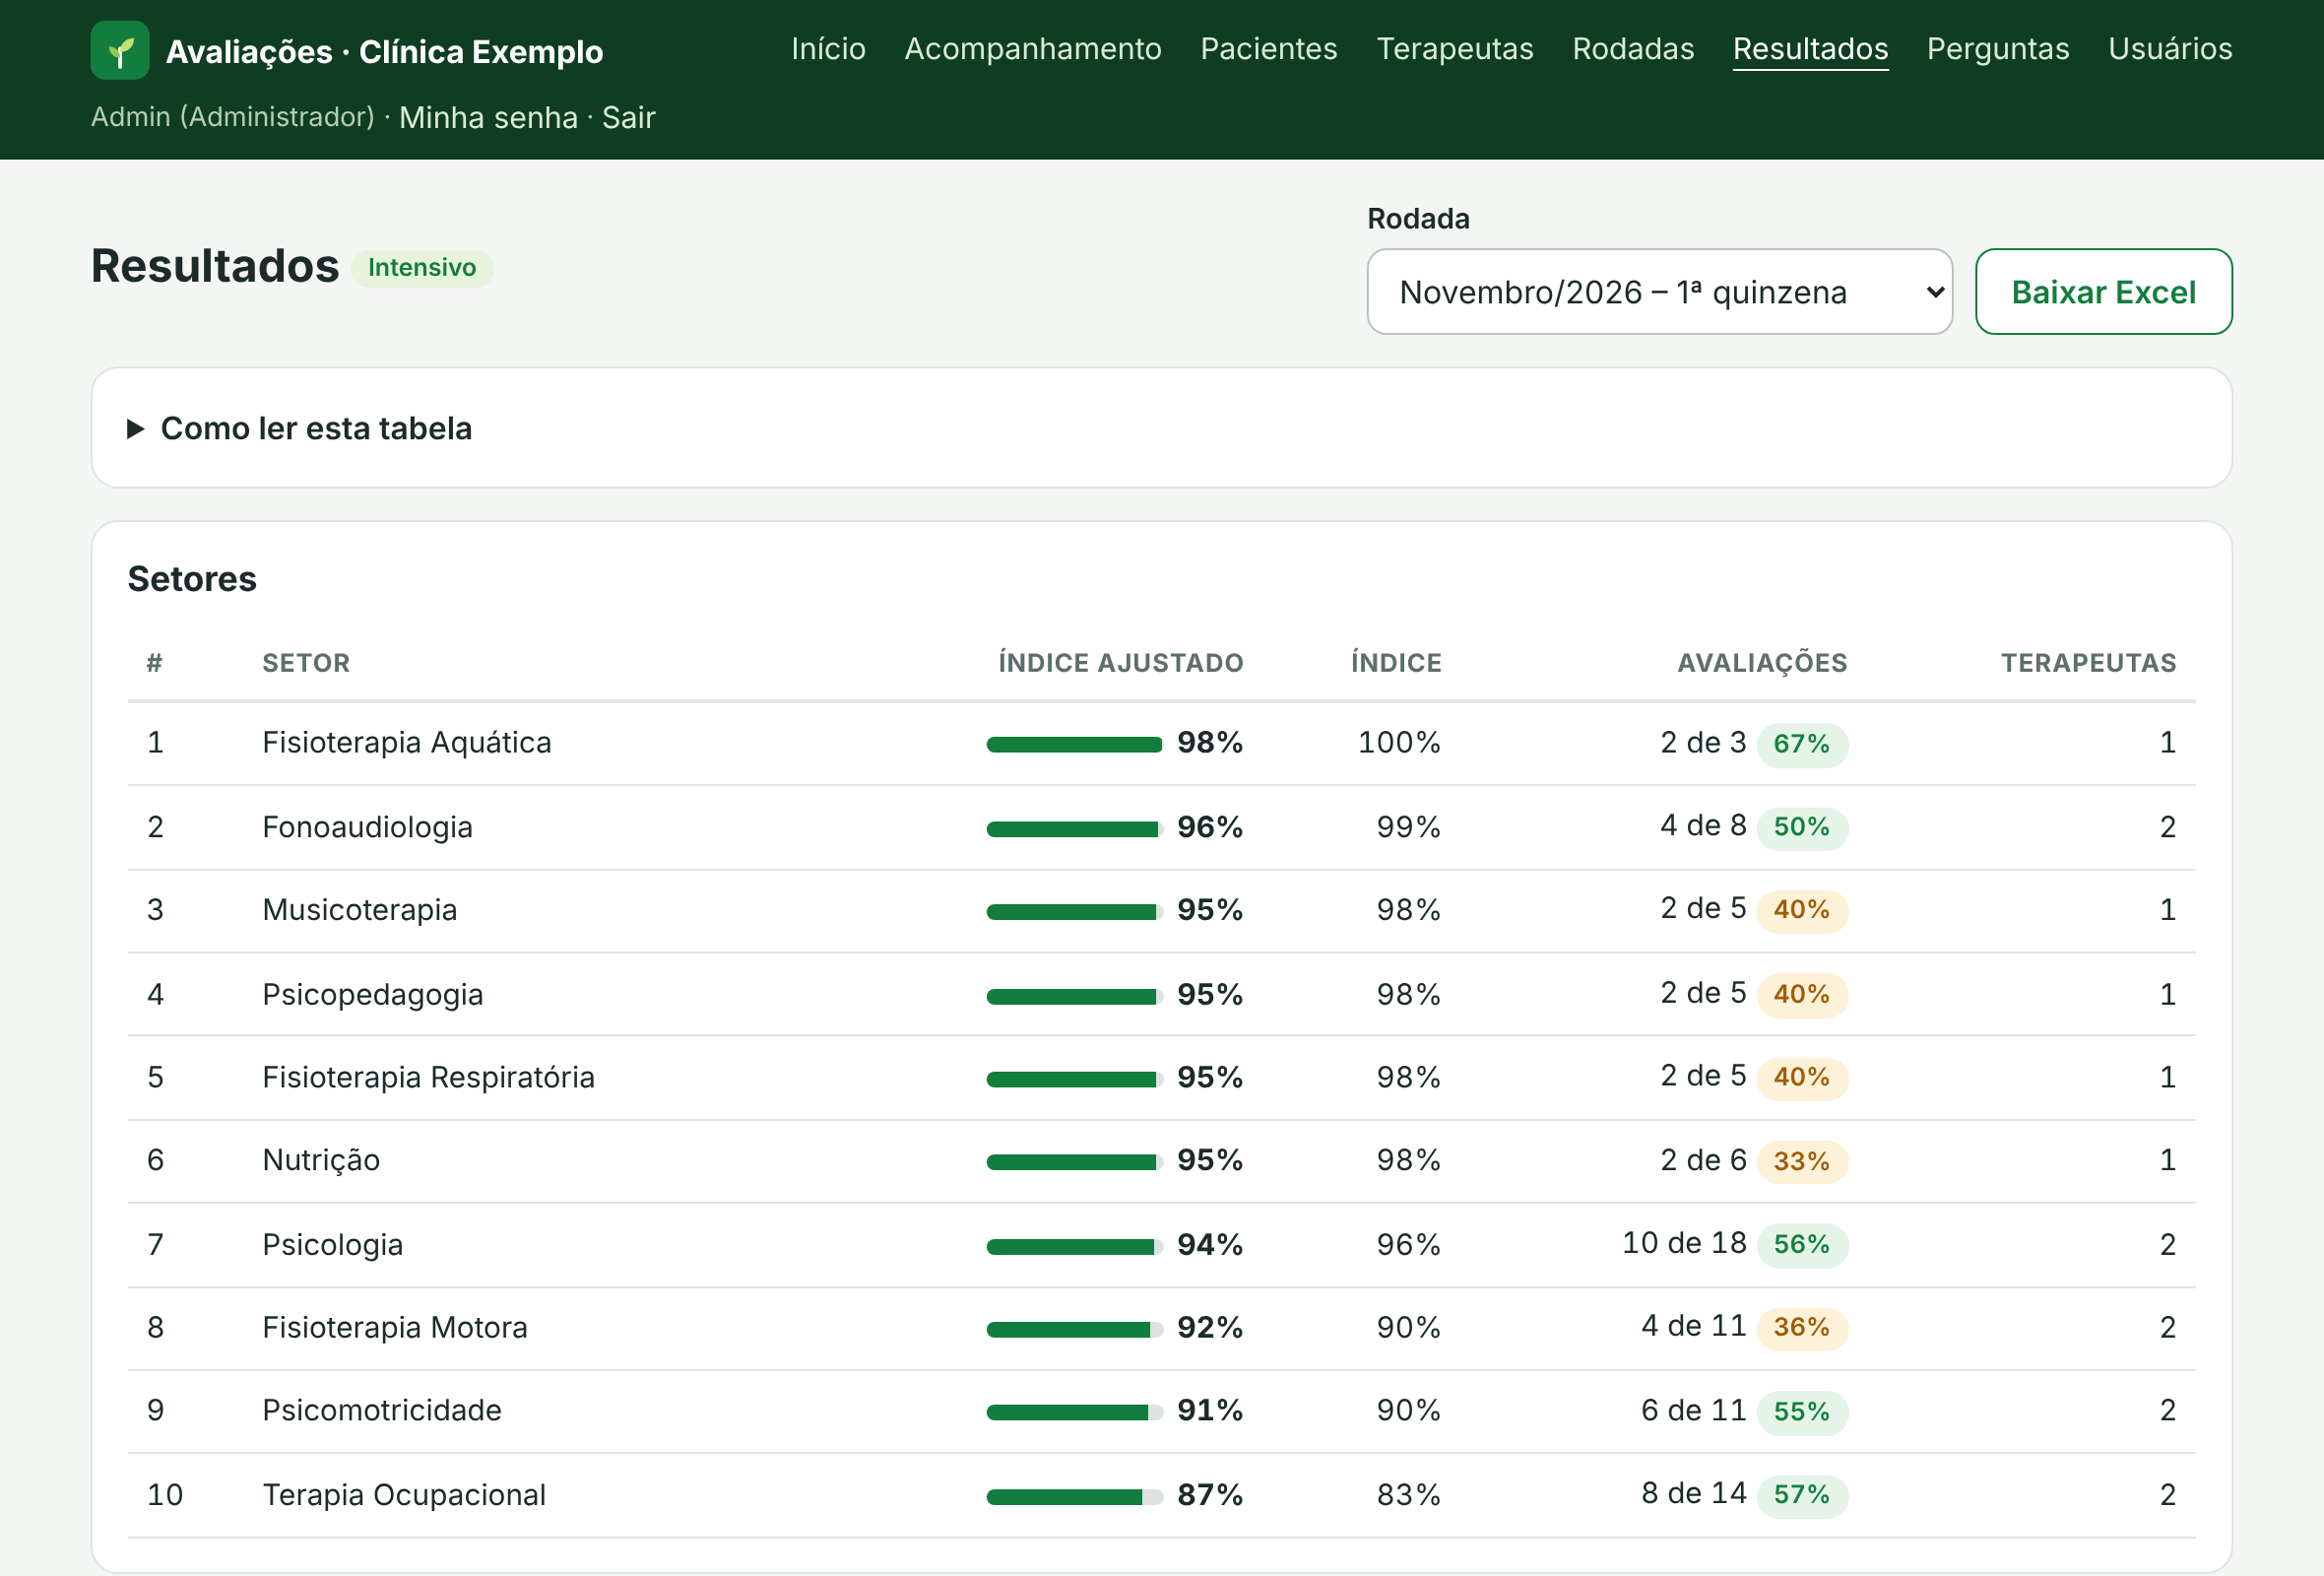 Avaliações · Clínica Exemplo
Início Acompanhamento Pacientes Terapeutas Rodadas Resultados Perguntas Usuários
Admin (Administrador) · Minha senha · Sair
Rodada
Resultados Intensivo
Novembro/2026 – 1ª quinzena
Baixar Excel
Como ler esta tabela
Setores
# SETOR ÍNDICE AJUSTADO ÍNDICE AVALIAÇÕES TERAPEUTAS
1 Fisioterapia Aquática 98% 100% 2 de 3 67% 1
2 Fonoaudiologia 96% 99% 4 de 8 50% 2
3 Musicoterapia 95% 98% 2 de 5 40% 1
4 Psicopedagogia 95% 98% 2 de 5 40% 1
5 Fisioterapia Respiratória 95% 98% 2 de 5 40% 1
6 Nutrição 95% 98% 2 de 6 33% 1
7 Psicologia 94% 96% 10 de 18 56% 2
8 Fisioterapia Motora 92% 90% 4 de 11 36% 2
9 Psicomotricidade 91% 90% 6 de 11 55% 2
10 Terapia Ocupacional 87% 83% 8 de 14 57% 2